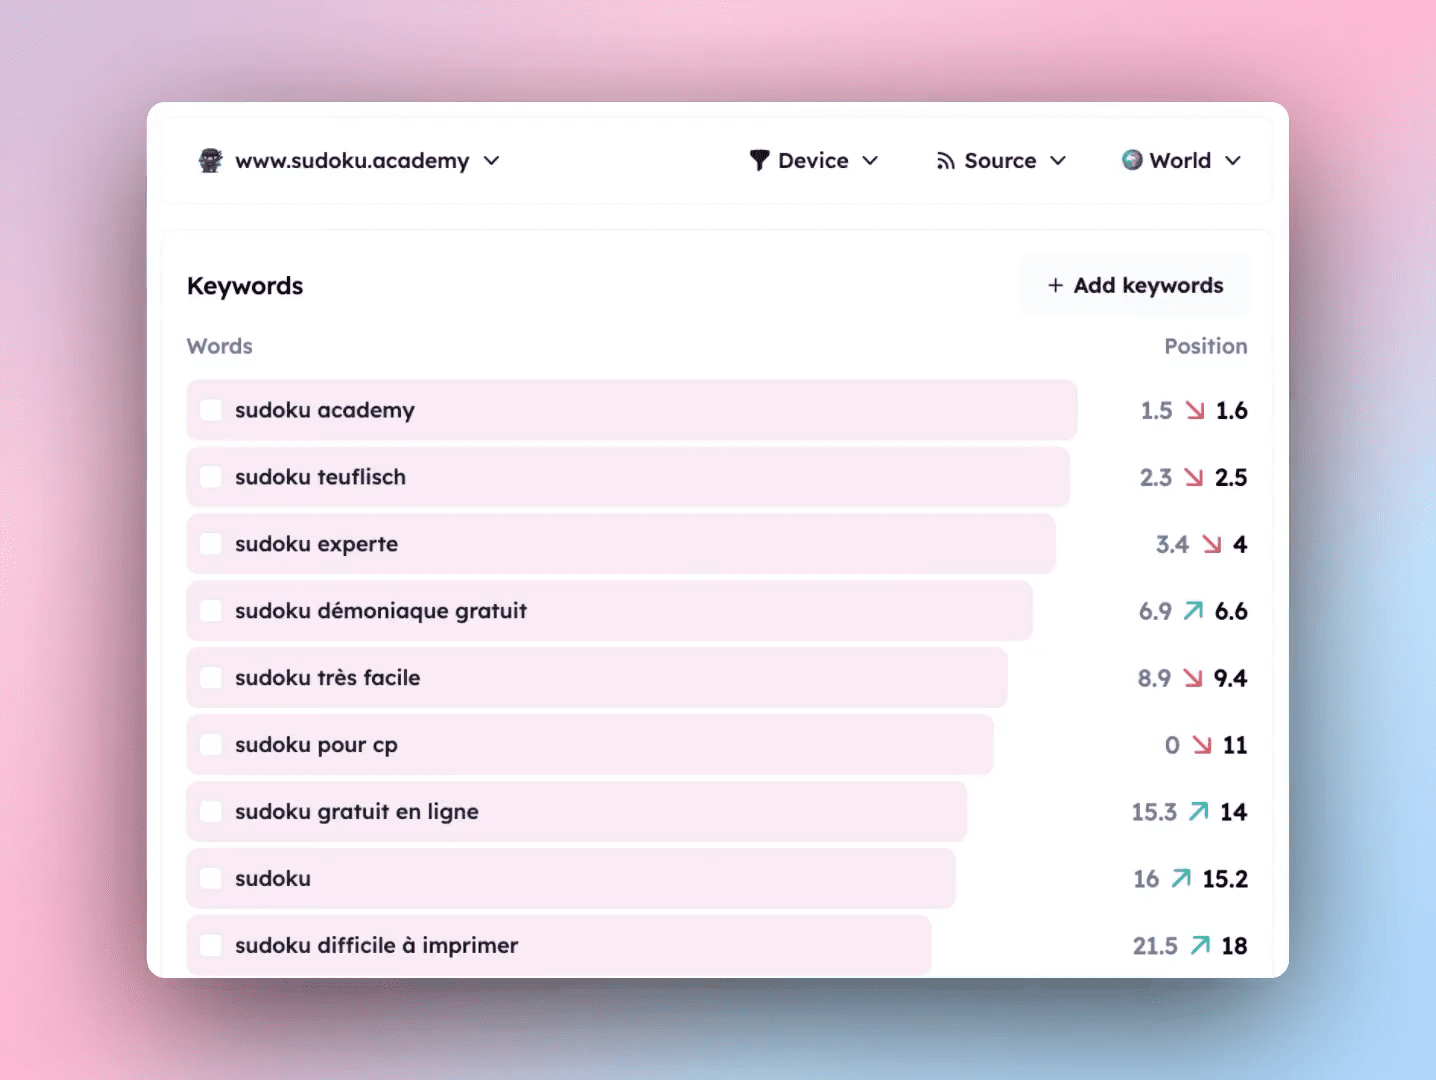 www.sudoku.academy Device Source World
Keywords + Add keywords
Words Position
sudoku academy 1.5 1.6
sudoku teuflisch 2.3 2.5
sudoku experte 3.4 4
sudoku démoniaque gratuit 6.9 6.6
sudoku très facile 8.9 9.4
sudoku pour cp 0 11
sudoku gratuit en ligne 15.3 14
sudoku 16 15.2
sudoku difficile à imprimer 21.5 18